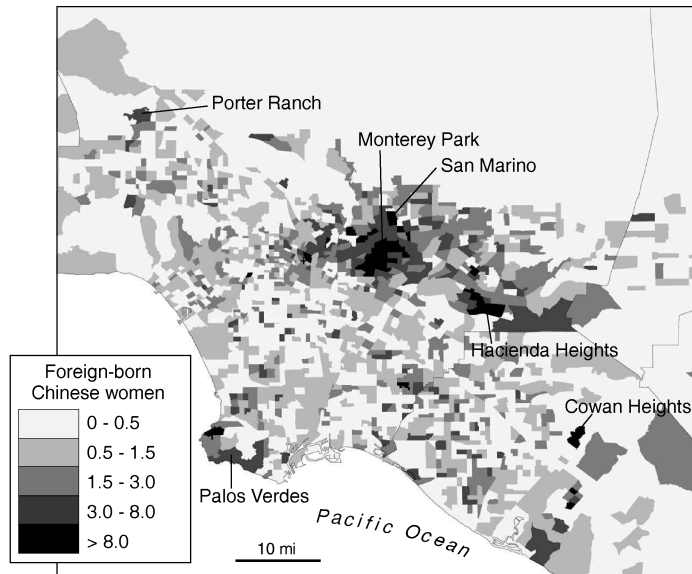 Porter Ranch
Monterey Park
San Marino
Hacienda Heights
Foreign-born
Chinese women
0 - 0.5
0.5 - 1.5
1.5 - 3.0
3.0 - 8.0
> 8.0
Cowan Heights
Palos Verdes
Pacific Ocean
10 mi